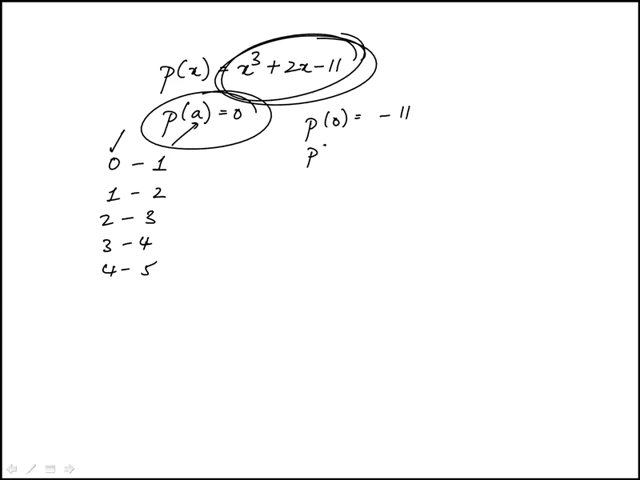 p(x) = x³ + 2x - 11
p(a) = 0
p(0) = - 11
p
0 - 1
1 - 2
2 - 3
3 - 4
4 - 5